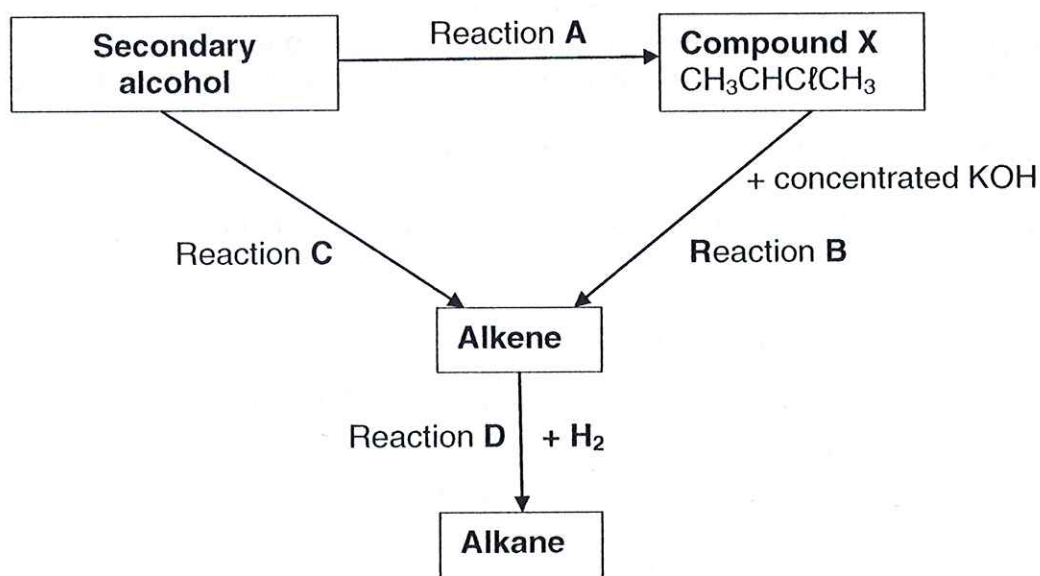 Secondary
alcohol
Reaction A
Compound X
CH₃CHCℓCH₃
+ concentrated KOH
Reaction C
Reaction B
Alkene
Reaction D + H₂
Alkane